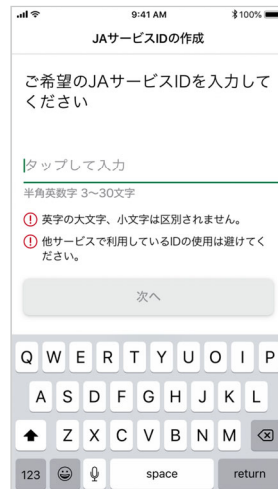 9:41 AM
100%
JAサービスIDの作成
ご希望のJAサービスIDを入力して
ください
タップして入力
半角英数字 3〜30文字
英字の大文字、小文字は区別されません。
他サービスで利用しているIDの使用は避けてく
ださい。
次へ
Q W E R T Y U O I P
A S D F G H J K L
Z X C V B N M
123 space return